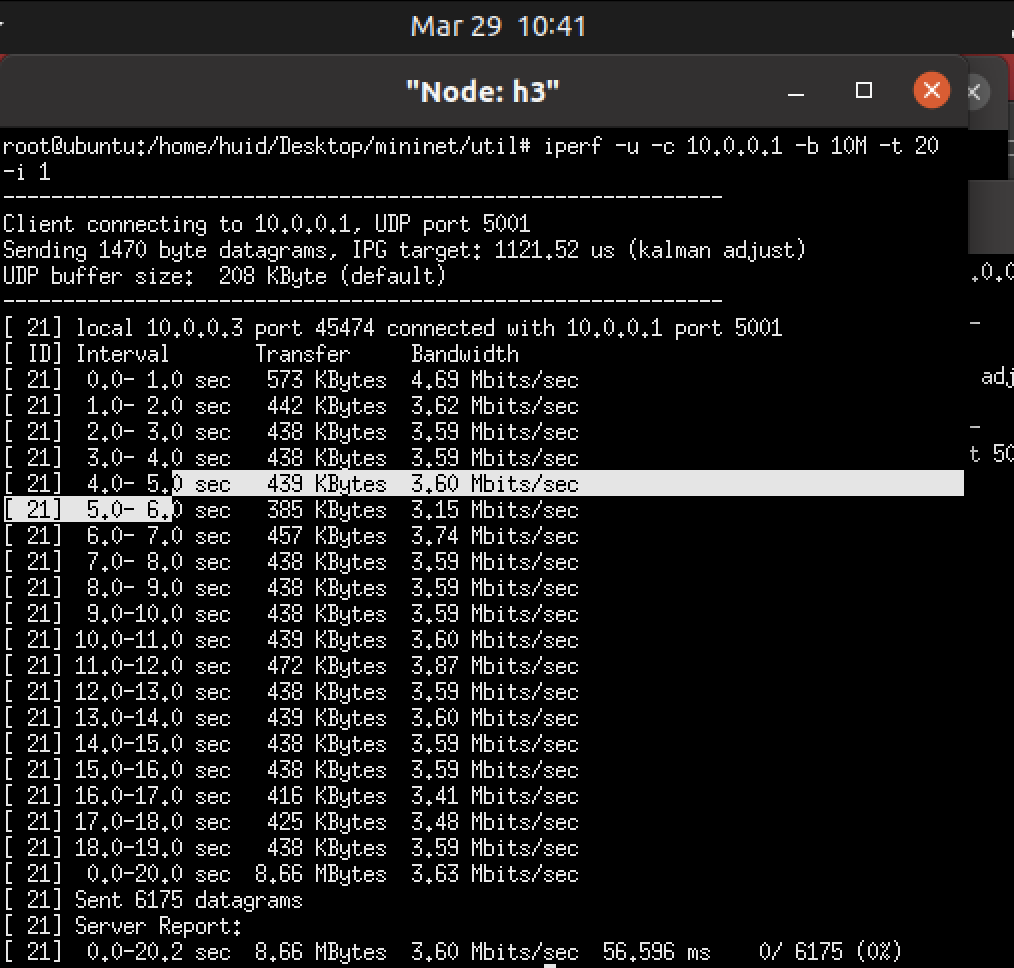 Mar 29 10:41
"Node: h3"
root@ubuntu:/home/huid/Desktop/mininet/util# iperf -u -c 10.0.0.1 -b 10M -t 20
-i 1
------------------------------------------------------------
Client connecting to 10.0.0.1, UDP port 5001
Sending 1470 byte datagrams, IPG target: 1121.52 us (kalman adjust)
UDP buffer size:  208 KByte (default)
------------------------------------------------------------
[ 21] local 10.0.0.3 port 45474 connected with 10.0.0.1 port 5001
[ ID] Interval       Transfer     Bandwidth
[ 21]  0.0- 1.0 sec   573 KBytes  4.69 Mbits/sec
[ 21]  1.0- 2.0 sec   442 KBytes  3.62 Mbits/sec
[ 21]  2.0- 3.0 sec   438 KBytes  3.59 Mbits/sec
[ 21]  3.0- 4.0 sec   438 KBytes  3.59 Mbits/sec
[ 21]  4.0- 5.0 sec   439 KBytes  3.60 Mbits/sec
[ 21]  5.0- 6.0 sec   385 KBytes  3.15 Mbits/sec
[ 21]  6.0- 7.0 sec   457 KBytes  3.74 Mbits/sec
[ 21]  7.0- 8.0 sec   438 KBytes  3.59 Mbits/sec
[ 21]  8.0- 9.0 sec   438 KBytes  3.59 Mbits/sec
[ 21]  9.0-10.0 sec   438 KBytes  3.59 Mbits/sec
[ 21] 10.0-11.0 sec   439 KBytes  3.60 Mbits/sec
[ 21] 11.0-12.0 sec   472 KBytes  3.87 Mbits/sec
[ 21] 12.0-13.0 sec   438 KBytes  3.59 Mbits/sec
[ 21] 13.0-14.0 sec   439 KBytes  3.60 Mbits/sec
[ 21] 14.0-15.0 sec   438 KBytes  3.59 Mbits/sec
[ 21] 15.0-16.0 sec   438 KBytes  3.59 Mbits/sec
[ 21] 16.0-17.0 sec   416 KBytes  3.41 Mbits/sec
[ 21] 17.0-18.0 sec   425 KBytes  3.48 Mbits/sec
[ 21] 18.0-19.0 sec   438 KBytes  3.59 Mbits/sec
[ 21]  0.0-20.0 sec  8.66 MBytes  3.63 Mbits/sec
[ 21] Sent 6175 datagrams
[ 21] Server Report:
[ 21]  0.0-20.2 sec  8.66 MBytes  3.60 Mbits/sec  56.596 ms    0/ 6175 (0%)
.0.0
adj
t 50